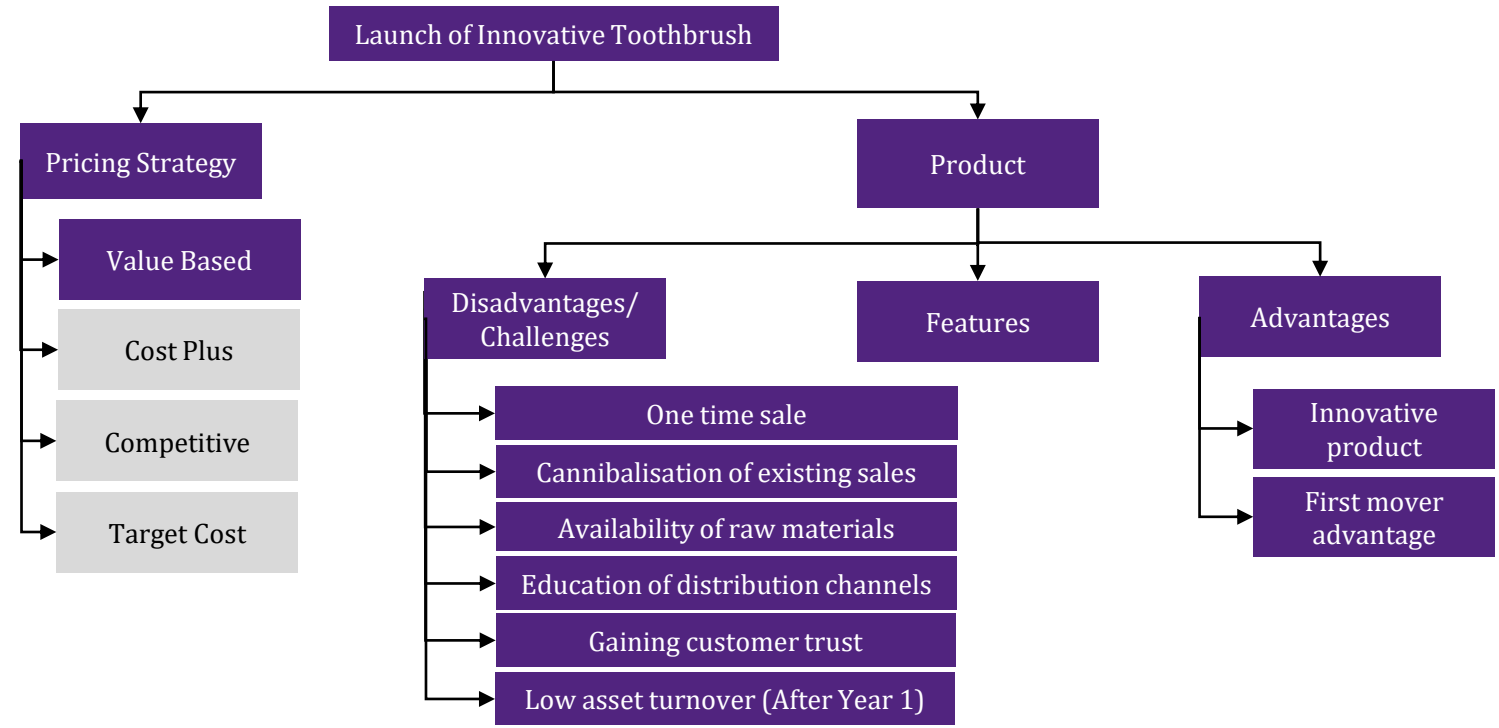 Launch of Innovative Toothbrush
Pricing Strategy
Value Based
Cost Plus
Competitive
Target Cost
Product
Disadvantages/
Challenges
One time sale
Cannibalisation of existing sales
Availability of raw materials
Education of distribution channels
Gaining customer trust
Low asset turnover (After Year 1)
Features
Advantages
Innovative
product
First mover
advantage